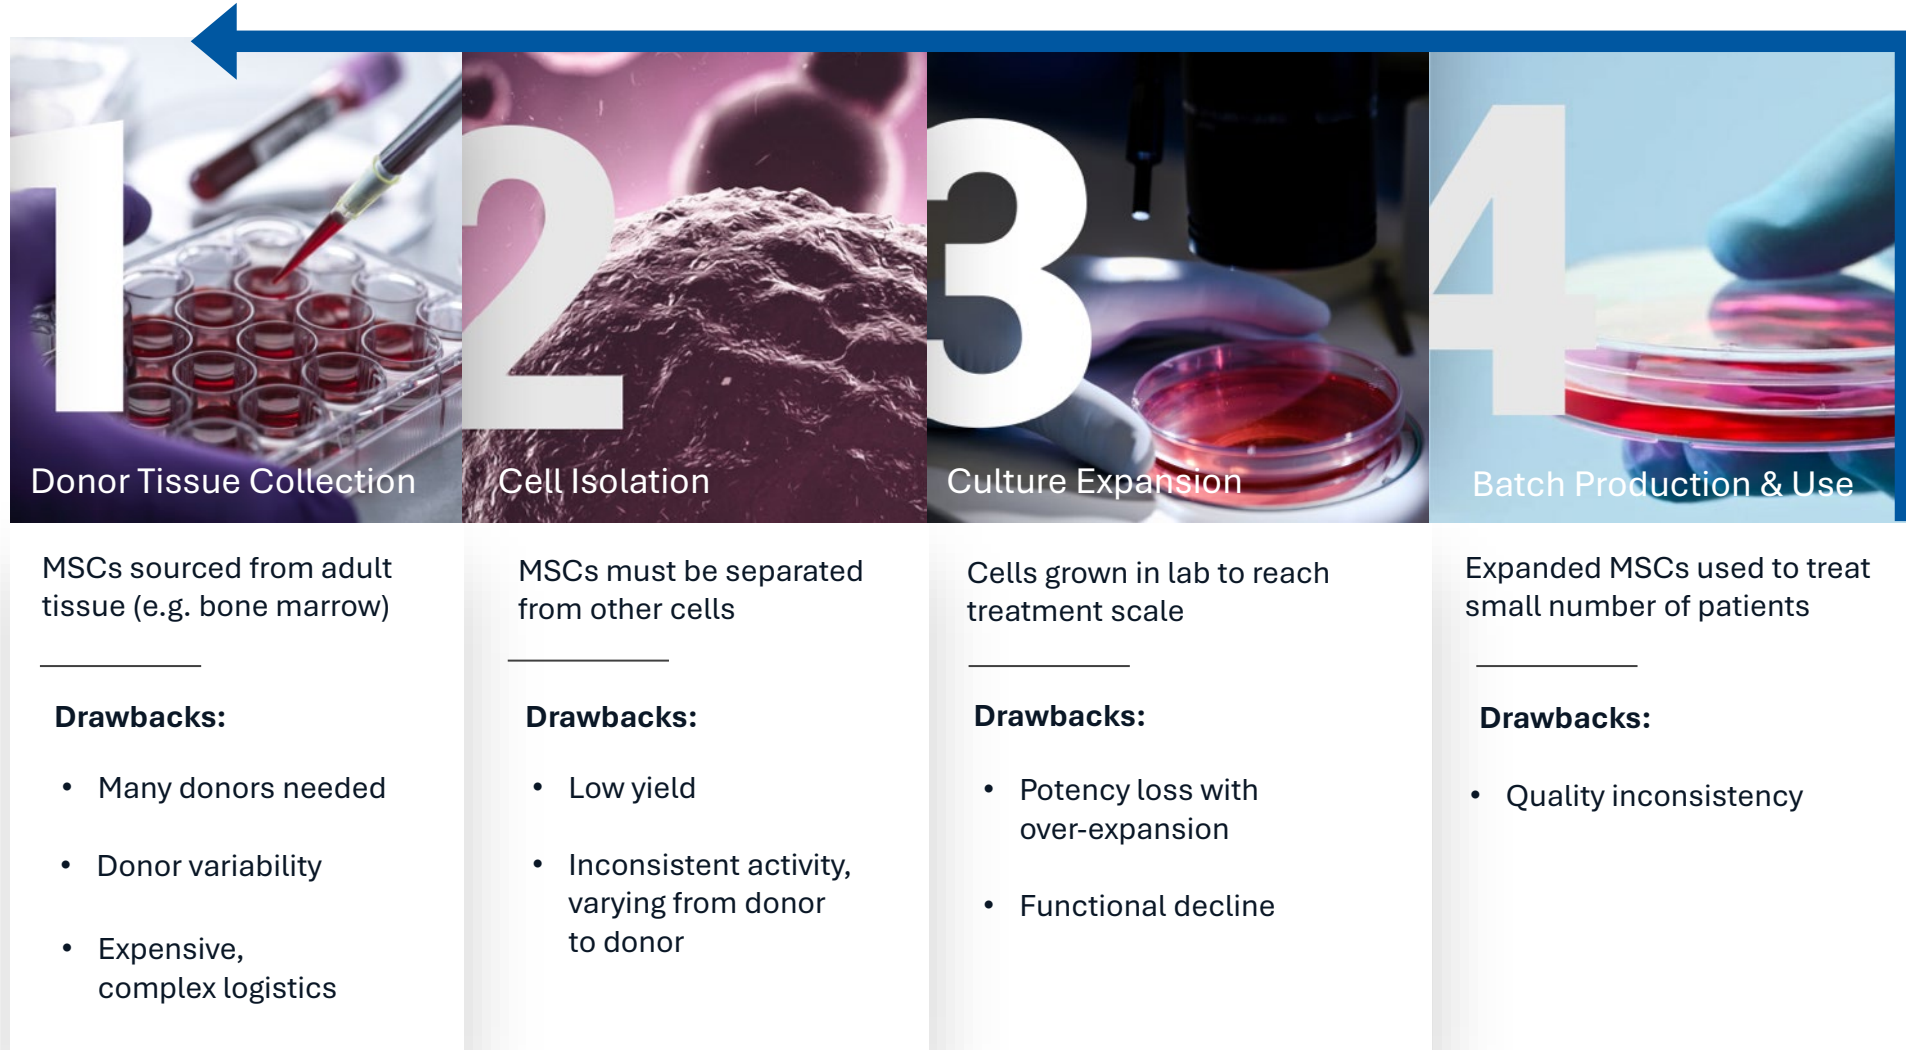 1
Donor Tissue Collection
MSCs sourced from adult
tissue (e.g. bone marrow)
Drawbacks:
• Many donors needed
• Donor variability
• Expensive,
complex logistics
2
Cell Isolation
MSCs must be separated
from other cells
Drawbacks:
• Low yield
• Inconsistent activity,
varying from donor
to donor
3
Culture Expansion
Cells grown in lab to reach
treatment scale
Drawbacks:
• Potency loss with
over-expansion
• Functional decline
4
Batch Production & Use
Expanded MSCs used to treat
small number of patients
Drawbacks:
• Quality inconsistency